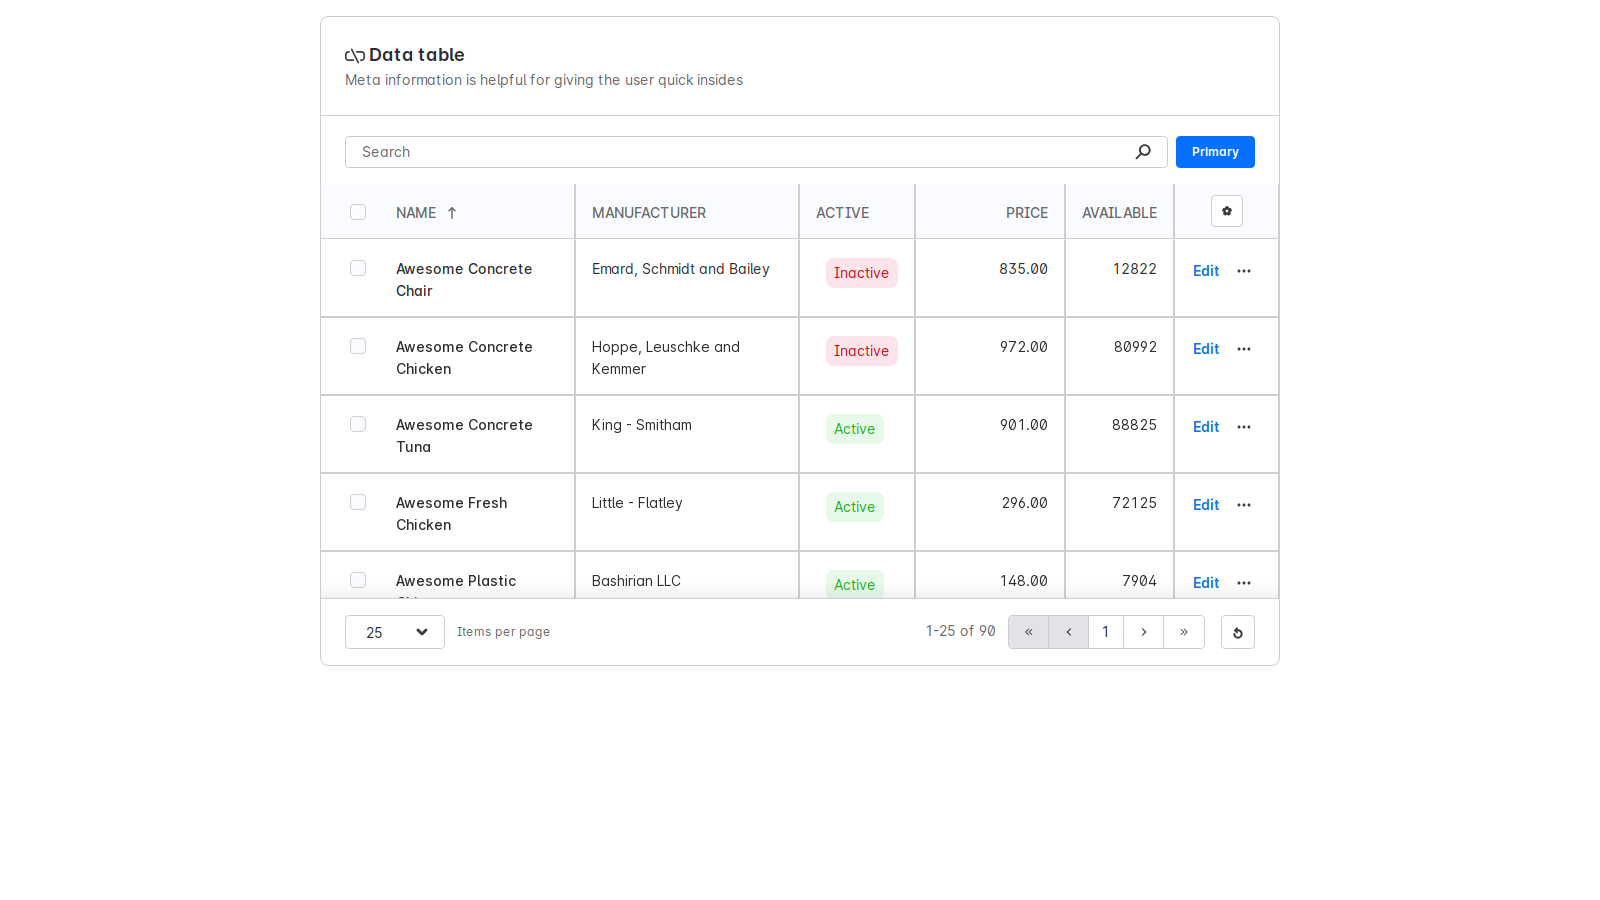 Data table
Meta information is helpful for giving the user quick insides
Search
Primary
NAME MANUFACTURER ACTIVE PRICE AVAILABLE
Awesome Concrete Chair Emard, Schmidt and Bailey Inactive 835.00 12822 Edit
Awesome Concrete Chicken Hoppe, Leuschke and Kemmer Inactive 972.00 80992 Edit
Awesome Concrete Tuna King - Smitham Active 901.00 88825 Edit
Awesome Fresh Chicken Little - Flatley Active 296.00 72125 Edit
Awesome Plastic Bashirian LLC Active 148.00 7904 Edit
25 Items per page 1-25 of 90 « ‹ 1 › »